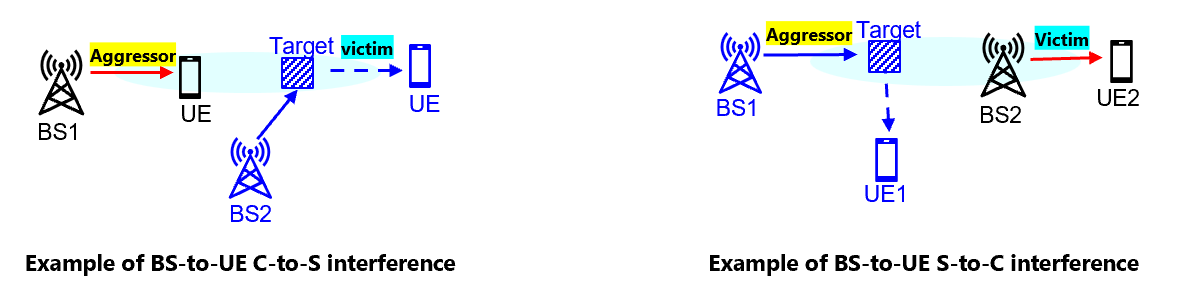 Aggressor
Target
victim
BS1
UE
UE
BS2
Example of BS-to-UE C-to-S interference
Aggressor
Target
Victim
BS1
BS2
UE2
UE1
Example of BS-to-UE S-to-C interference